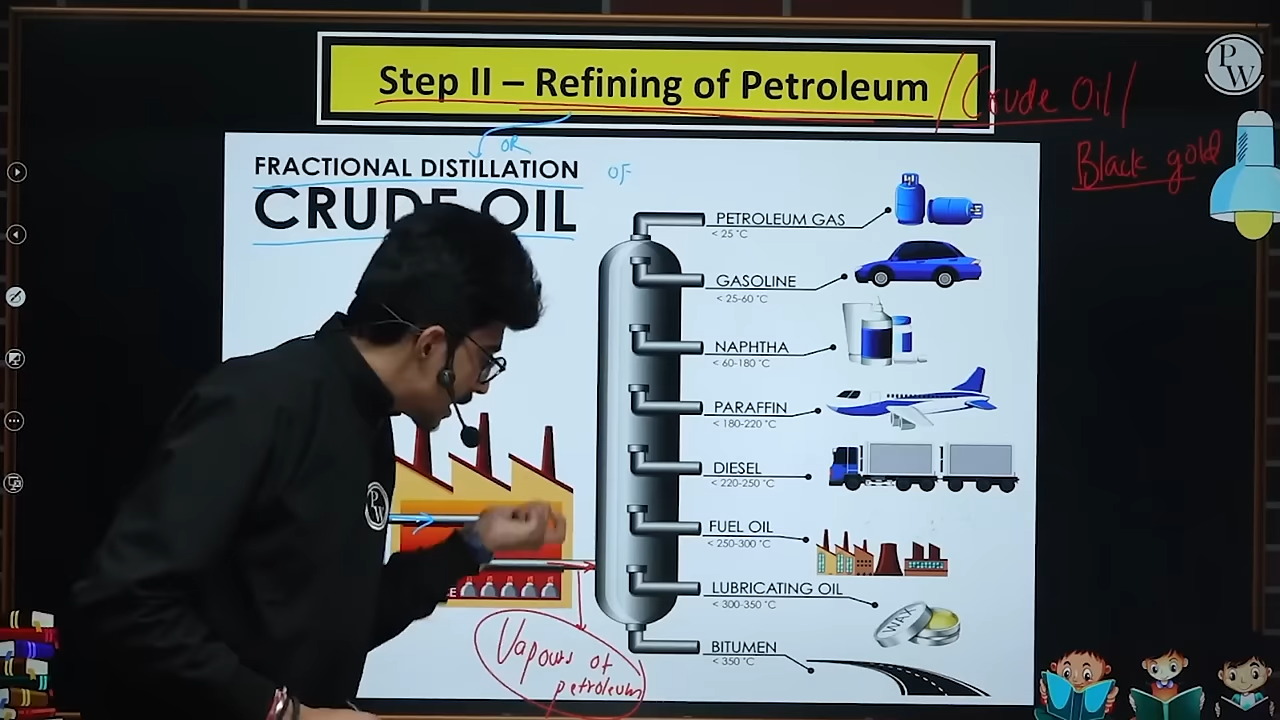 Step II – Refining of Petroleum / Crude Oil /
Black gold
OR
FRACTIONAL DISTILLATION OF
CRUDE OIL
PETROLEUM GAS
< 25 °C
GASOLINE
< 25-60 °C
NAPHTHA
< 60-180 °C
PARAFFIN
< 180-220 °C
DIESEL
< 220-250 °C
FUEL OIL
< 250-300 °C
LUBRICATING OIL
< 300-350 °C
WAX
BITUMEN
< 350 °C
Vapours of
petroleum
PW
PW